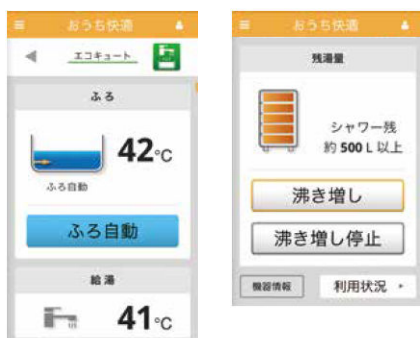 おうち快適
エコキュート
ふろ
42℃
ふろ自動
ふろ自動
給湯
41℃
おうち快適
残湯量
シャワー残
約 500 L 以上
沸き増し
沸き増し停止
機器情報
利用状況